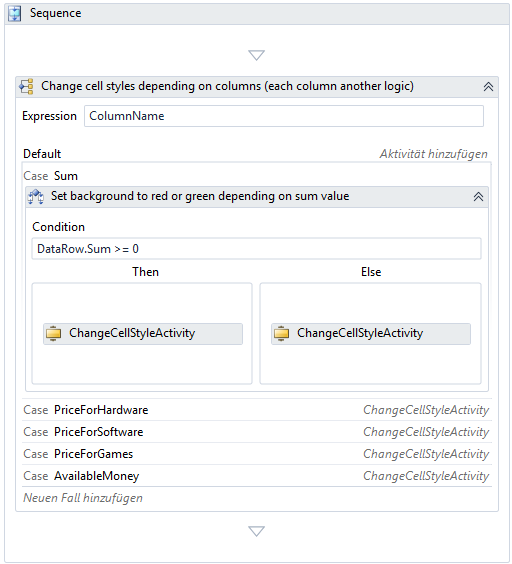 Sequence
Change cell styles depending on columns (each column another logic)
Expression ColumnName
Default Aktivität hinzufügen
Case Sum
Set background to red or green depending on sum value
Condition
DataRow.Sum >= 0
Then Else
ChangeCellStyleActivity ChangeCellStyleActivity
Case PriceForHardware ChangeCellStyleActivity
Case PriceForSoftware ChangeCellStyleActivity
Case PriceForGames ChangeCellStyleActivity
Case AvailableMoney ChangeCellStyleActivity
Neuen Fall hinzufügen